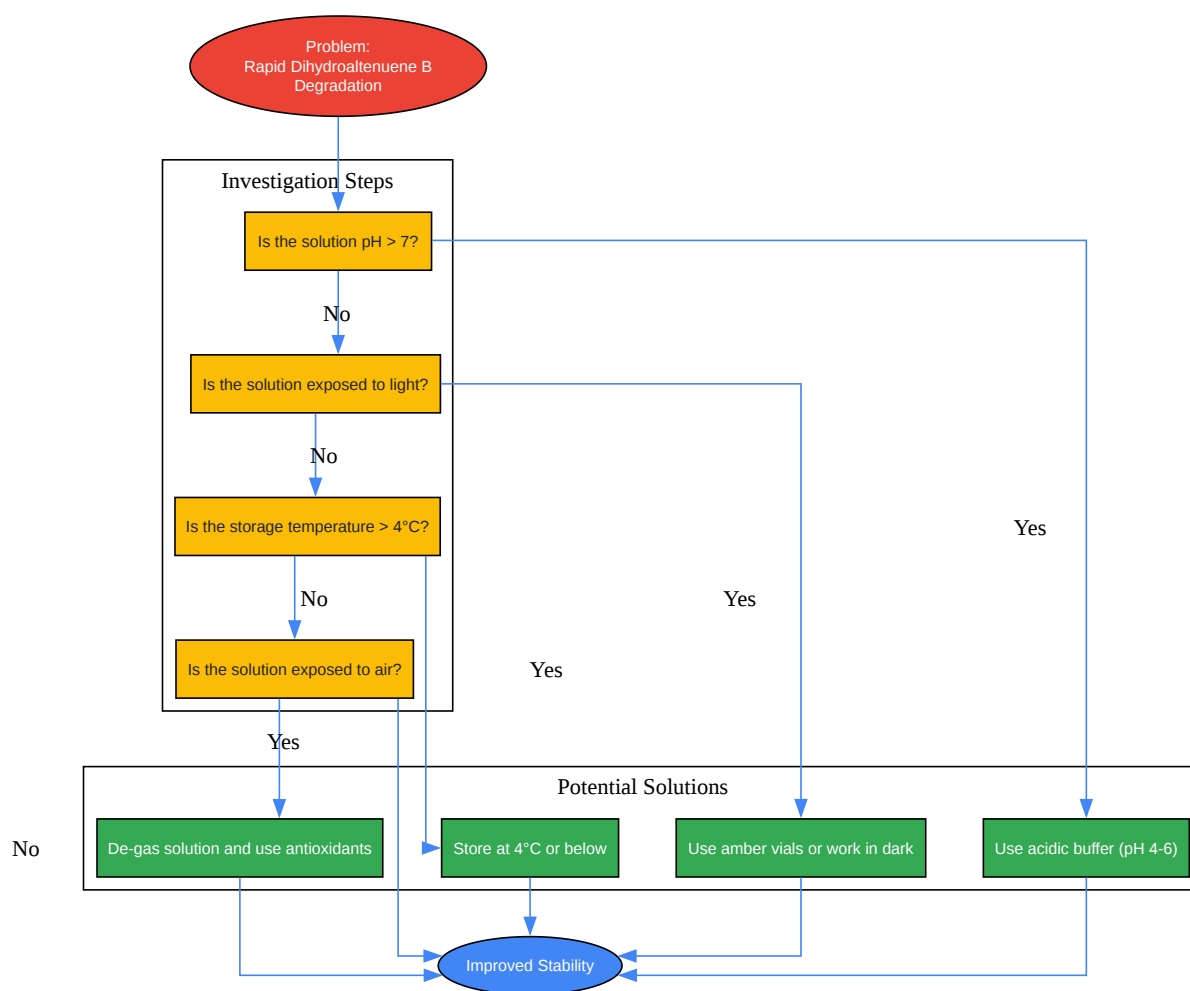 Problem:
Rapid Dihydroaltenuene B
Degradation
Investigation Steps
Is the solution pH > 7?
No
Is the solution exposed to light?
No
Is the storage temperature > 4°C?
Yes
No
Yes
Is the solution exposed to air?
Yes
Yes
Potential Solutions
No
De-gas solution and use antioxidants
Store at 4°C or below
Use amber vials or work in dark
Use acidic buffer (pH 4-6)
Improved Stability